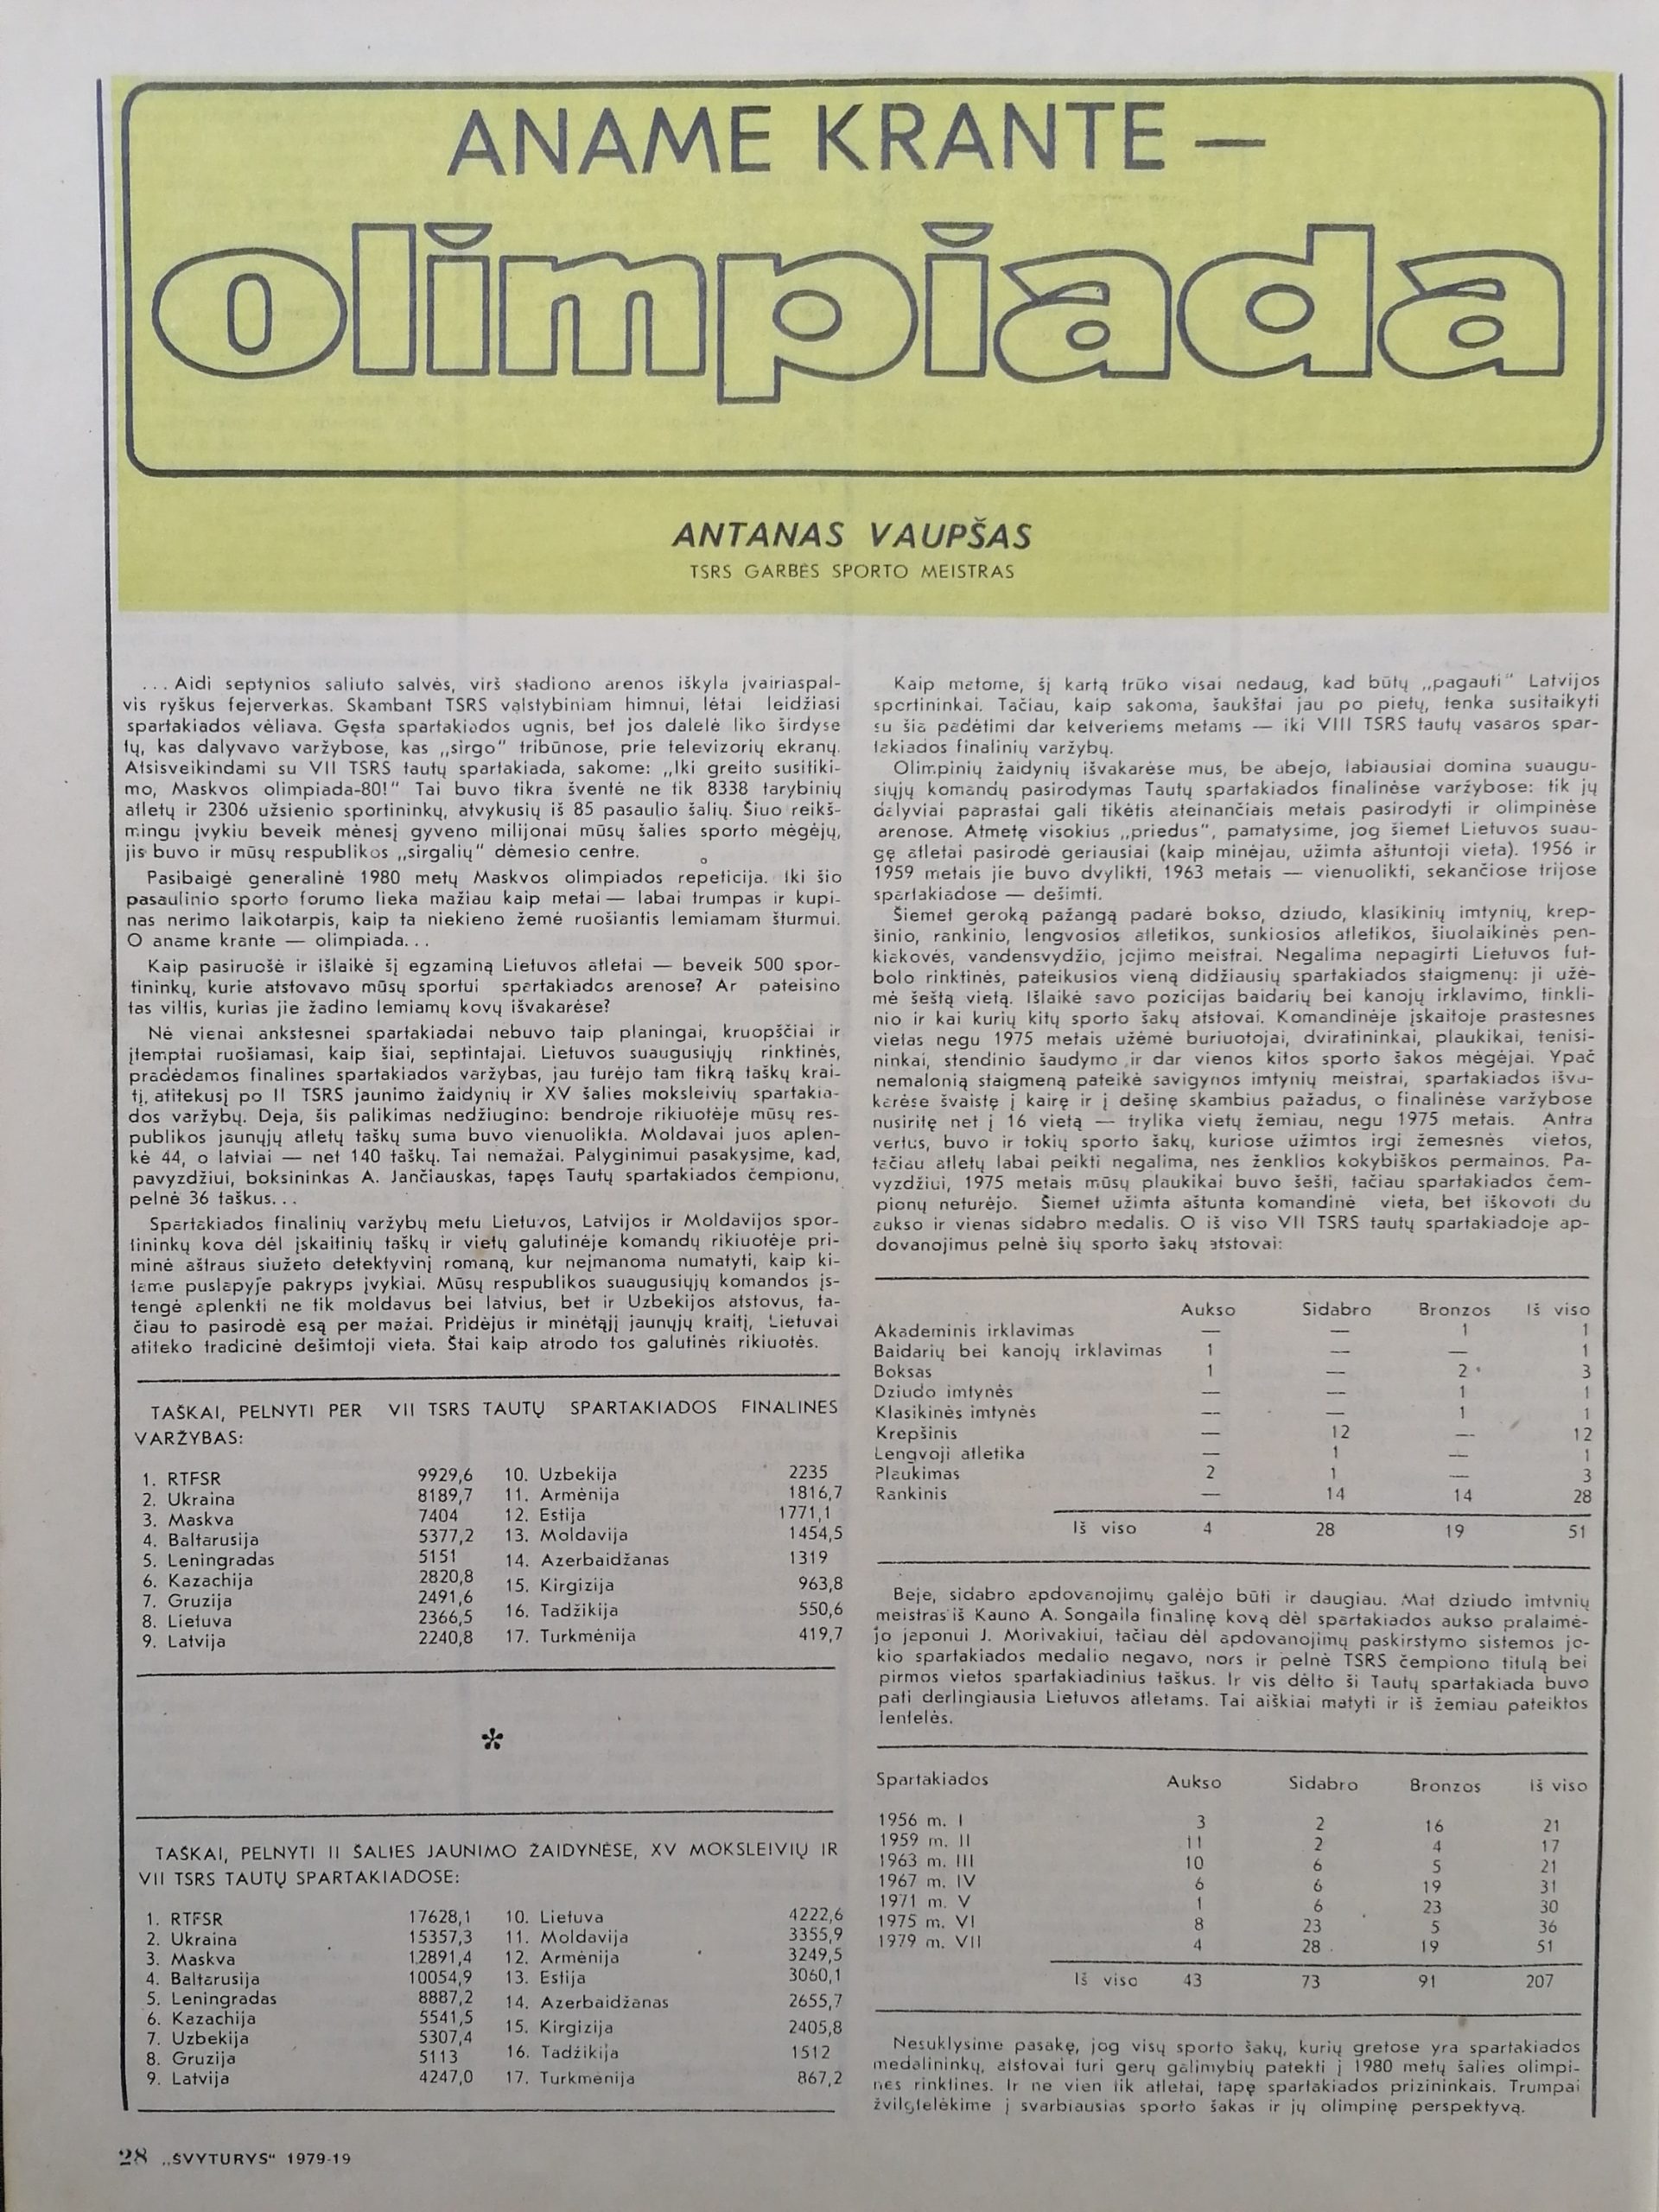 ANAME KRANTE —
olimpiada
ANTANAS VAUPŠAS
TSRS GARBĖS SPORTO MEISTRAS
...Aidi septynios saliuto salvės, virš stadiono arenos iškyla įvairiaspal-
vis ryškus fejerverkas. Skambant TSRS valstybiniam himnui, lėtai leidžiasi
spartakiados vėliava. Gęsta spartakiados ugnis, bet jos dalelė liko širdyse
tų, kas dalyvavo varžybose, kas „sirgo" tribūnose, prie televizorių ekranų.
Atsisveikindami su VII TSRS tautų spartakiada, sakome: „Iki greito susitiki-
mo, Maskvos olimpiada-80!" Tai buvo tikra šventė ne tik 8338 tarybinių
atletų ir 2306 užsienio sportininkų, atvykusių iš 85 pasaulio šalių. Šiuo reikš-
mingu įvykiu beveik mėnesį gyveno milijonai mūsų šalies sporto mėgėjų,
jis buvo ir mūsų respublikos „sirgalių" dėmesio centre.
Pasibaigė generalinė 1980 metų Maskvos olimpiados repeticija. Iki šio
pasaulinio sporto forumo lieka mažiau kaip metai — labai trumpas ir kupi-
nas nerimo laikotarpis, kaip ta niekieno žemė ruošiantis lemiamam šturmui.
O aname krante — olimpiada...
Kaip pasiruošė ir išlaikė šį egzaminą Lietuvos atletai — beveik 500 spor-
tininkų, kurie atstovavo mūsų sportui spartakiados arenose? Ar pateisino
tas viltis, kurias jie žadino lemiamų kovų išvakarėse?
Nė vienai ankstesnei spartakiadai nebuvo taip planingai, kruopščiai ir
įtemptai ruošiamasi, kaip šiai, septintajai. Lietuvos suaugusiųjų rinktinės,
pradėdamos finalines spartakiados varžybas, jau turėjo tam tikrą taškų krai-
tį, atitekusį po II TSRS jaunimo žaidynių ir XV šalies moksleivių spartakia-
dos varžybų. Deja, šis palikimas nedžiugino: bendroje rikiuotėje mūsų res-
publikos jaunųjų atletų taškų suma buvo vienuolikta. Moldavai juos aplen-
kė 44, o latviai — net 140 taškų. Tai nemažai. Palyginimui pasakysime, kad,
pavyzdžiui, boksininkas A. Jančiauskas, tapęs Tautų spartakiados čempionu,
pelnė 36 taškus...
Spartakiados finalinių varžybų metu Lietuvos, Latvijos ir Moldavijos spor-
tininkų kova dėl įskaitinių taškų ir vietų galutinėje komandų rikiuotėje pri-
minė aštraus siužeto detektyvinį romaną, kur neįmanoma numatyti, kaip ki-
tame puslapyje pakryps įvykiai. Mūsų respublikos suaugusiųjų komandos įs-
tengė aplenkti ne tik moldavus bei latvius, bet ir Uzbekijos atstovus, ta-
čiau to pasirodė esą per mažai. Pridėjus ir minėtąjį jaunųjų kraitį, Lietuvai
atiteko tradicinė dešimtoji vieta. Štai kaip atrodo tos galutinės rikiuotės.
TAŠKAI, PELNYTI PER VII TSRS TAUTŲ SPARTAKIADOS FINALINES
VARŽYBAS:
1. RTFSR 9929,6 10. Uzbekija 2235
2. Ukraina 8189,7 11. Armėnija 1816,7
3. Maskva 7404 12. Estija 1771,1
4. Baltarusija 5377,2 13. Moldavija 1454,5
5. Leningradas 5151 14. Azerbaidžanas 1319
6. Kazachija 2820,8 15. Kirgizija 963,8
7. Gruzija 2491,6 16. Tadžikija 550,6
8. Lietuva 2366,5 17. Turkmėnija 419,7
9. Latvija 2240,8
*
TAŠKAI, PELNYTI II ŠALIES JAUNIMO ŽAIDYNĖSE, XV MOKSLEIVIŲ IR
VII TSRS TAUTŲ SPARTAKIADOSE:
1. RTFSR 17628,1 10. Lietuva 4222,6
2. Ukraina 15357,3 11. Moldavija 3355,9
3. Maskva 12891,4 12. Armėnija 3249,5
4. Baltarusija 10054,9 13. Estija 3060,1
5. Leningradas 8887,2 14. Azerbaidžanas 2655,7
6. Kazachija 5541,5 15. Kirgizija 2405,8
7. Uzbekija 5307,4 16. Tadžikija 1512
8. Gruzija 5113 17. Turkmėnija 867,2
9. Latvija 4247,0
Kaip matome, šį kartą trūko visai nedaug, kad būtų „pagauti" Latvijos
sportininkai. Tačiau, kaip sakoma, šaukštai jau po pietų, tenka susitaikyti
su šia padėtimi dar ketveriems metams — iki VIII TSRS tautų vasaros spar-
takiados finalinių varžybų.
Olimpinių žaidynių išvakarėse mus, be abejo, labiausiai domina suaugu-
siųjų komandų pasirodymas Tautų spartakiados finalinėse varžybose: tik jų
dalyviai paprastai gali tikėtis ateinančiais metais pasirodyti ir olimpinėse
arenose. Atmetę visokius „priedus", pamatysime, jog šiemet Lietuvos suau-
gę atletai pasirodė geriausiai (kaip minėjau, užimta aštuntoji vieta). 1956 ir
1959 metais jie buvo dvylikti, 1963 metais — vienuolikti, sekančiose trijose
spartakiadose — dešimti.
Šiemet geroką pažangą padarė bokso, dziudo, klasikinių imtynių, krep-
šinio, rankinio, lengvosios atletikos, sunkiosios atletikos, šiuolaikinės pen-
kiakovės, vandensvydžio, jojimo meistrai. Negalima nepagirti Lietuvos fut-
bolo rinktinės, pateikusios vieną didžiausių spartakiados staigmenų: ji užė-
mė šeštą vietą. Išlaikė savo pozicijas baidarių bei kanojų irklavimo, tinkli-
nio ir kai kurių kitų sporto šakų atstovai. Komandinėje įskaitoje prastesnes
vietas negu 1975 metais užėmė buriuotojai, dviratininkai, plaukikai, tenisi-
ninkai, stendinio šaudymo ir dar vienos kitos sporto šakos mėgėjai. Ypač
nemalonią staigmeną pateikė savigynos imtynių meistrai, spartakiados išva-
karėse švaistę į kairę ir į dešinę skambius pažadus, o finalinėse varžybose
nusiritę net į 16 vietą — trylika vietų žemiau, negu 1975 metais. Antra
vertus, buvo ir tokių sporto šakų, kuriose užimtos irgi žemesnės vietos,
tačiau atletų labai peikti negalima, nes ženklios kokybiškos permainos. Pa-
vyzdžiui, 1975 metais mūsų plaukikai buvo šešti, tačiau spartakiados čem-
pionų neturėjo. Šiemet užimta aštunta komandinė vieta, bet iškovoti du
aukso ir vienas sidabro medalis. O iš viso VII TSRS tautų spartakiadoje ap-
dovanojimus pelnė šių sporto šakų atstovai:
Aukso Sidabro Bronzos Iš viso
Akademinis irklavimas — — 1 1
Baidarių bei kanojų irklavimas 1 — — 1
Boksas 1 — 2 3
Dziudo imtynės — — 1 1
Klasikinės imtynės — — 1 1
Krepšinis — 12 — 12
Lengvoji atletika — 1 — 1
Plaukimas 2 1 — 3
Rankinis — 14 14 28
Iš viso 4 28 19 51
Beje, sidabro apdovanojimų galėjo būti ir daugiau. Mat dziudo imtynių
meistras iš Kauno A. Songaila finalinę kovą dėl spartakiados aukso pralaimė-
jo japonui J. Morivakiui, tačiau dėl apdovanojimų paskirstymo sistemos jo-
kio spartakiados medalio negavo, nors ir pelnė TSRS čempiono titulą bei
pirmos vietos spartakiadinius taškus. Ir vis dėlto ši Tautų spartakiada buvo
pati derlingiausia Lietuvos atletams. Tai aiškiai matyti ir iš žemiau pateiktos
lentelės.
Spartakiados Aukso Sidabro Bronzos Iš viso
1956 m. I 3 2 16 21
1959 m. II 11 2 4 17
1963 m. III 10 6 5 21
1967 m. IV 6 6 19 31
1971 m. V 1 6 23 30
1975 m. VI 8 23 5 36
1979 m. VII 4 28 19 51
Iš viso 43 73 91 207
Nesuklysime pasakę, jog visų sporto šakų, kurių gretose yra spartakiados
medalininkų, atstovai turi gerų galimybių patekti į 1980 metų šalies olimpi-
nes rinktines. Ir ne vien tik atletai, tapę spartakiados prizininkais. Trumpai
žvilgtelėkime į svarbiausias sporto šakas ir jų olimpinę perspektyvą.
28 „ŠVYTURYS" 1979-19